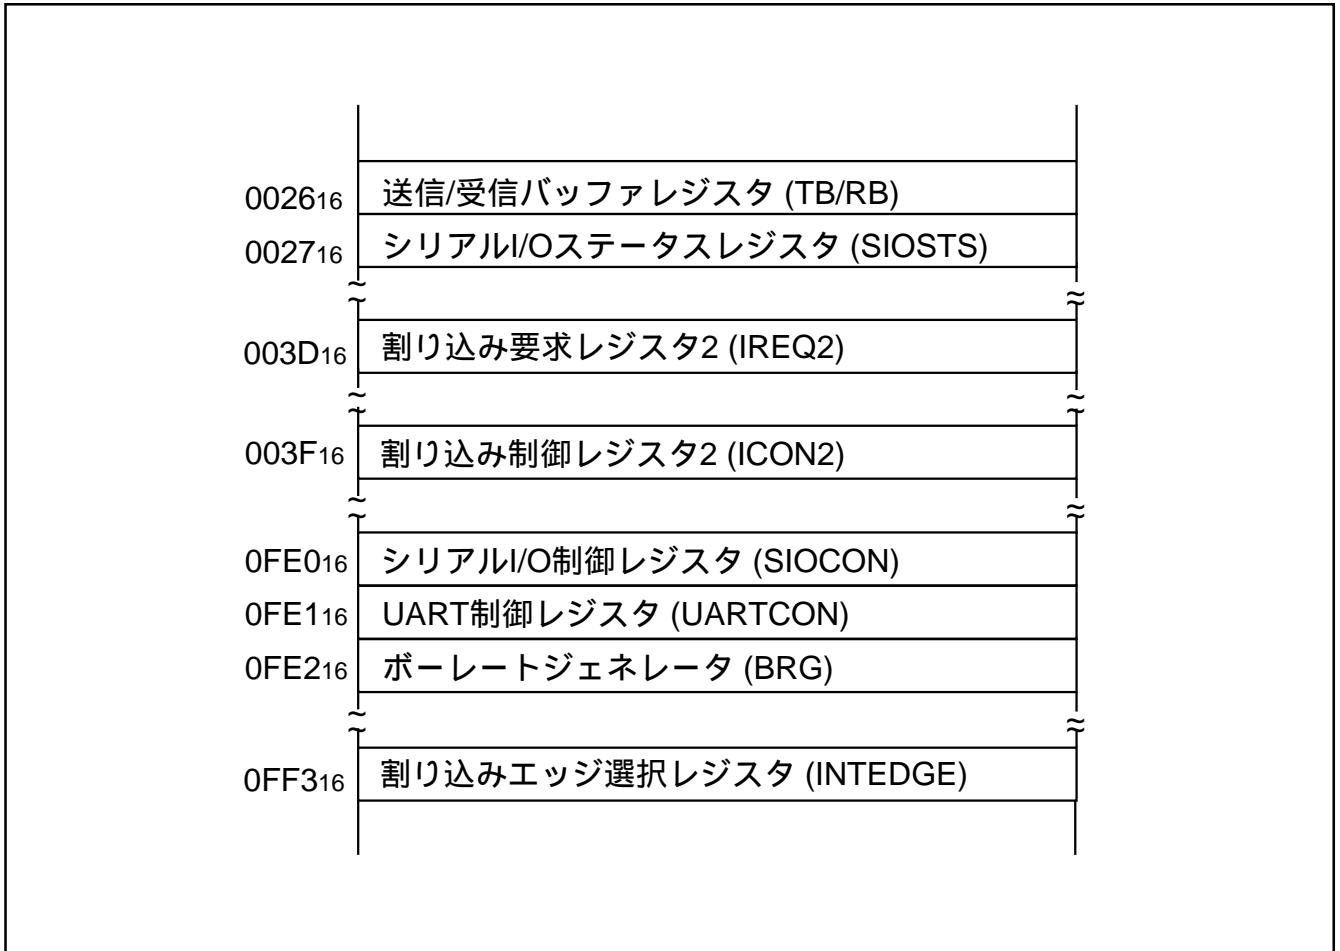 002616 送信/受信バッファレジスタ (TB/RB)
002716 シリアルI/Oステータスレジスタ (SIOSTS)
003D16 割り込み要求レジスタ2 (IREQ2)
003F16 割り込み制御レジスタ2 (ICON2)
0FE016 シリアルI/O制御レジスタ (SIOCON)
0FE116 UART制御レジスタ (UARTCON)
0FE216 ボーレートジェネレータ (BRG)
0FF316 割り込みエッジ選択レジスタ (INTEDGE)